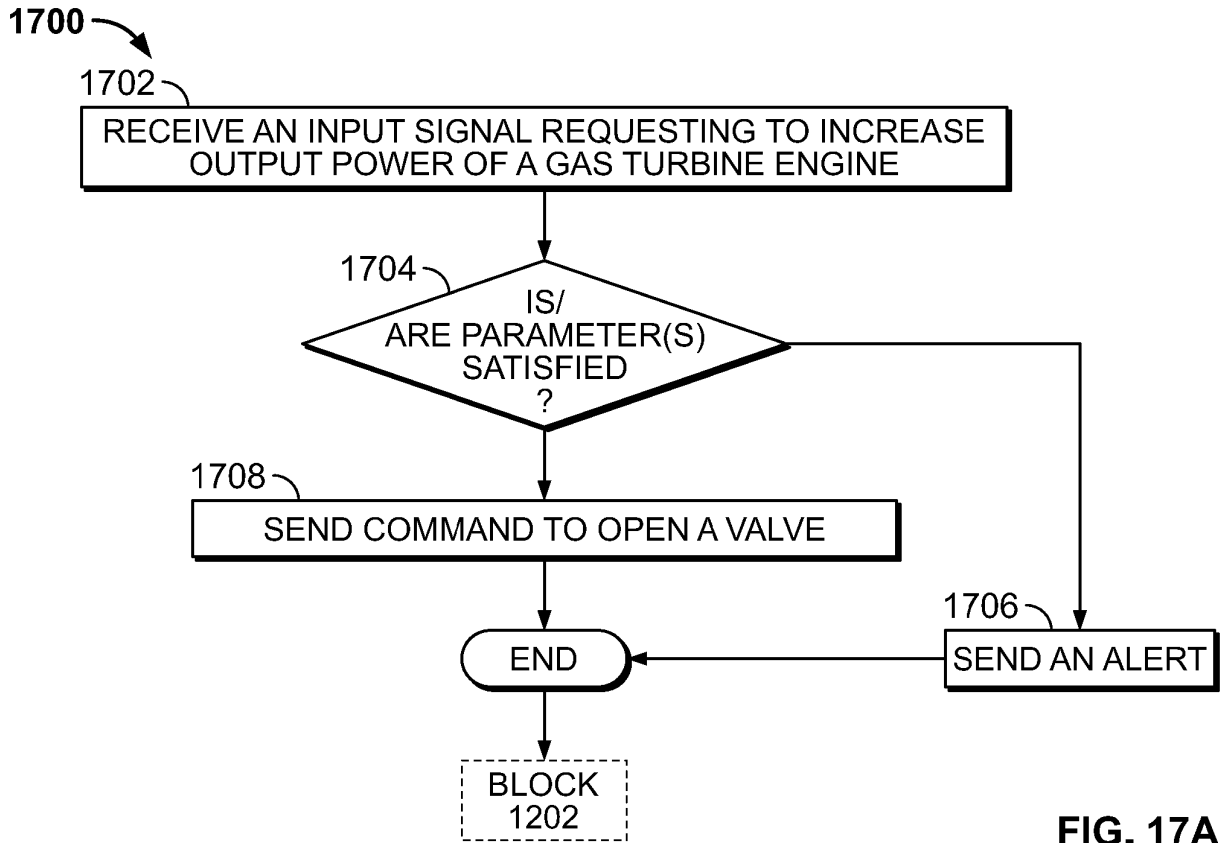 1700
1702
RECEIVE AN INPUT SIGNAL REQUESTING TO INCREASE
OUTPUT POWER OF A GAS TURBINE ENGINE
1704
IS/
ARE PARAMETER(S)
SATISFIED
?
1708
SEND COMMAND TO OPEN A VALVE
1706
END
SEND AN ALERT
BLOCK
1202
FIG. 17A